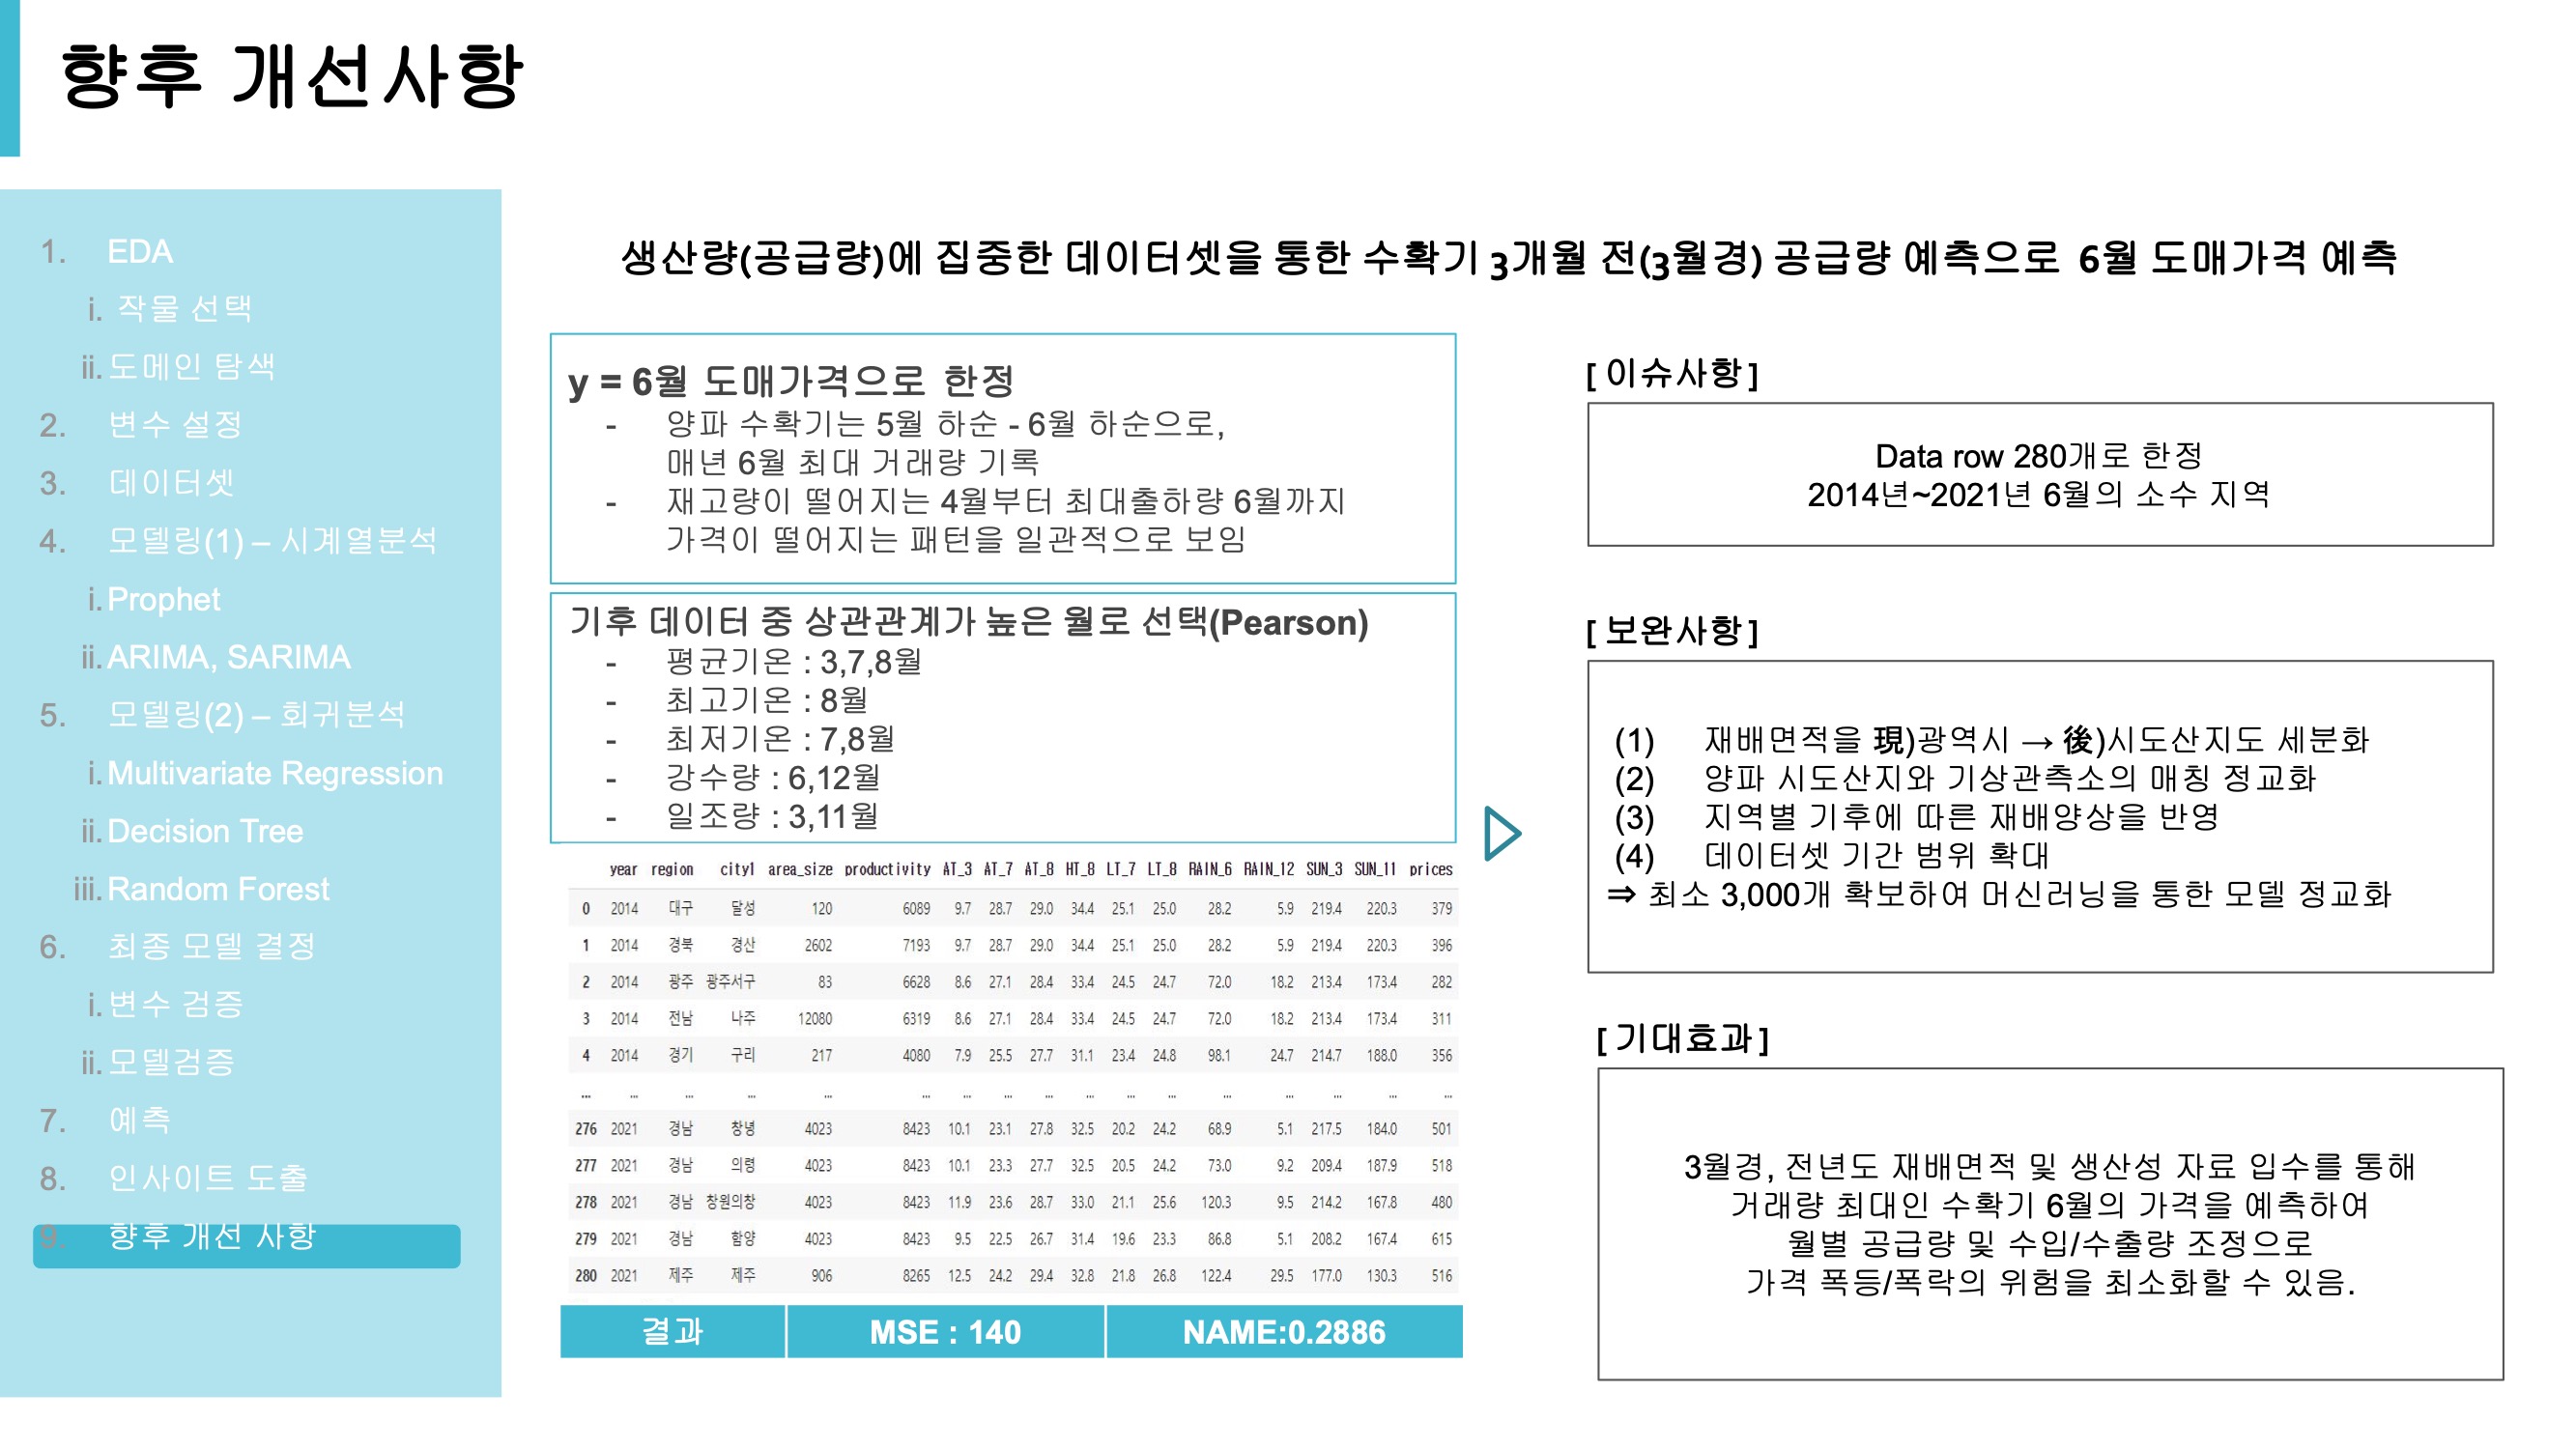 향후 개선사항
1. EDA
i. 작물 선택
ii. 도메인 탐색
2. 변수 설정
3. 데이터셋
4. 모델링(1) – 시계열분석
i. Prophet
ii. ARIMA, SARIMA
5. 모델링(2) – 회귀분석
i. Multivariate Regression
ii. Decision Tree
iii. Random Forest
6. 최종 모델 결정
i. 변수 검증
ii. 모델검증
7. 예측
8. 인사이트 도출
9. 향후 개선 사항
생산량(공급량)에 집중한 데이터셋을 통한 수확기 3개월 전(3월경) 공급량 예측으로 6월 도매가격 예측
y = 6월 도매가격으로 한정
- 양파 수확기는 5월 하순 - 6월 하순으로,
매년 6월 최대 거래량 기록
- 재고량이 떨어지는 4월부터 최대출하량 6월까지
가격이 떨어지는 패턴을 일관적으로 보임
기후 데이터 중 상관관계가 높은 월로 선택(Pearson)
- 평균기온 : 3,7,8월
- 최고기온 : 8월
- 최저기온 : 7,8월
- 강수량 : 6,12월
- 일조량 : 3,11월
year region city1 area_size productivity AT_3 AT_7 AT_8 HT_8 LT_7 LT_8 RAIN_6 RAIN_12 SUN_3 SUN_11 prices
0 2014 대구 달성 120 6089 9.7 28.7 29.0 34.4 25.1 25.0 28.2 5.9 219.4 220.3 379
1 2014 경북 경산 2602 7193 9.7 28.7 29.0 34.4 25.1 25.0 28.2 5.9 219.4 220.3 396
2 2014 광주 광주서구 83 6628 8.6 27.1 28.4 33.4 24.5 24.7 72.0 18.2 213.4 173.4 282
3 2014 전남 나주 12080 6319 8.6 27.1 28.4 33.4 24.5 24.7 72.0 18.2 213.4 173.4 311
4 2014 경기 구리 217 4080 7.9 25.5 27.7 31.1 23.4 24.8 98.1 24.7 214.7 188.0 356
... ... ... ... ... ... ... ... ... ... ... ... ... ... ... ... ...
276 2021 경남 창녕 4023 8423 10.1 23.1 27.8 32.5 20.2 24.2 68.9 5.1 217.5 184.0 501
277 2021 경남 의령 4023 8423 10.1 23.3 27.7 32.5 20.5 24.2 73.0 9.2 209.4 187.9 518
278 2021 경남 창원의창 4023 8423 11.9 23.6 28.7 33.0 21.1 25.6 120.3 9.5 214.2 167.8 480
279 2021 경남 함양 4023 8423 9.5 22.5 26.7 31.4 19.6 23.3 86.8 5.1 208.2 167.4 615
280 2021 제주 제주 906 8265 12.5 24.2 29.4 32.8 21.8 26.8 122.4 29.5 177.0 130.3 516
결과 MSE : 140 NAME:0.2886
[ 이슈사항 ]
Data row 280개로 한정
2014년~2021년 6월의 소수 지역
[ 보완사항 ]
(1) 재배면적을 現)광역시 → 後)시도산지도 세분화
(2) 양파 시도산지와 기상관측소의 매칭 정교화
(3) 지역별 기후에 따른 재배양상을 반영
(4) 데이터셋 기간 범위 확대
⇒ 최소 3,000개 확보하여 머신러닝을 통한 모델 정교화
[ 기대효과 ]
3월경, 전년도 재배면적 및 생산성 자료 입수를 통해
거래량 최대인 수확기 6월의 가격을 예측하여
월별 공급량 및 수입/수출량 조정으로
가격 폭등/폭락의 위험을 최소화할 수 있음.